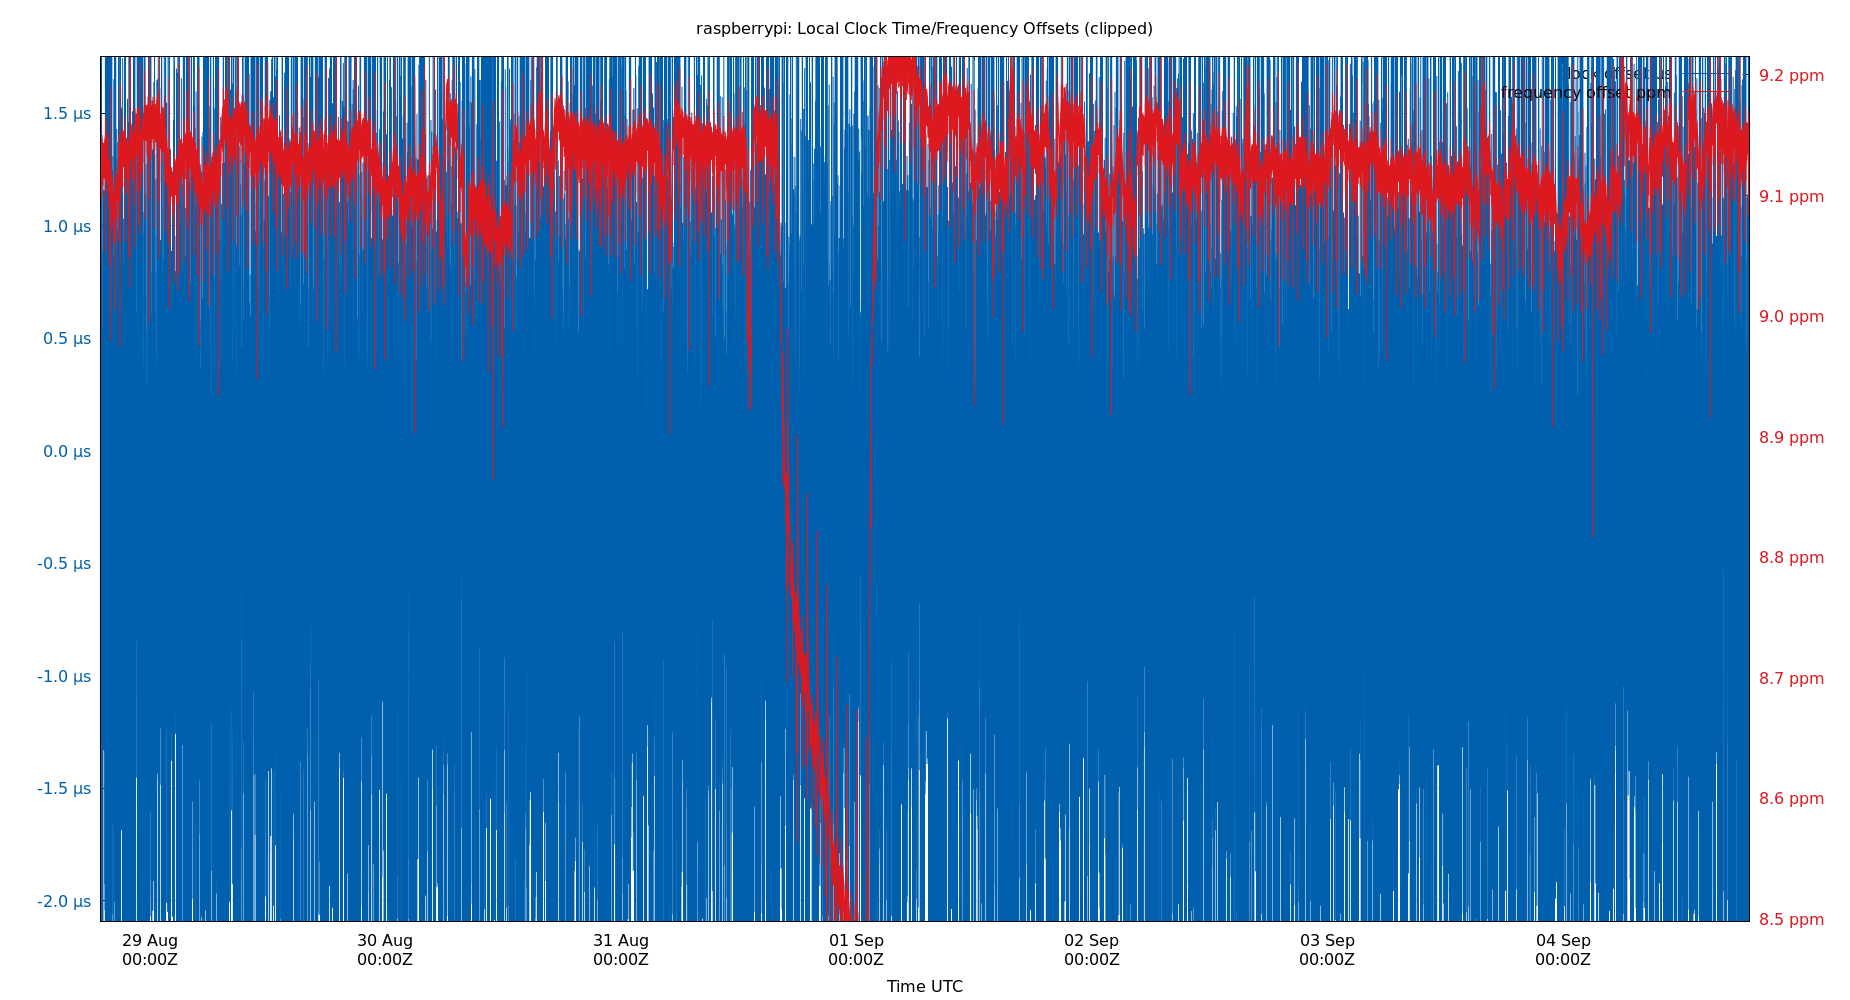 raspberrypi: Local Clock Time/Frequency Offsets (clipped)
clock offset µs
frequency offset ppm
1.5 µs
1.0 µs
0.5 µs
0.0 µs
-0.5 µs
-1.0 µs
-1.5 µs
-2.0 µs
9.2 ppm
9.1 ppm
9.0 ppm
8.9 ppm
8.8 ppm
8.7 ppm
8.6 ppm
8.5 ppm
29 Aug
00:00Z
30 Aug
00:00Z
31 Aug
00:00Z
01 Sep
00:00Z
02 Sep
00:00Z
03 Sep
00:00Z
04 Sep
00:00Z
Time UTC